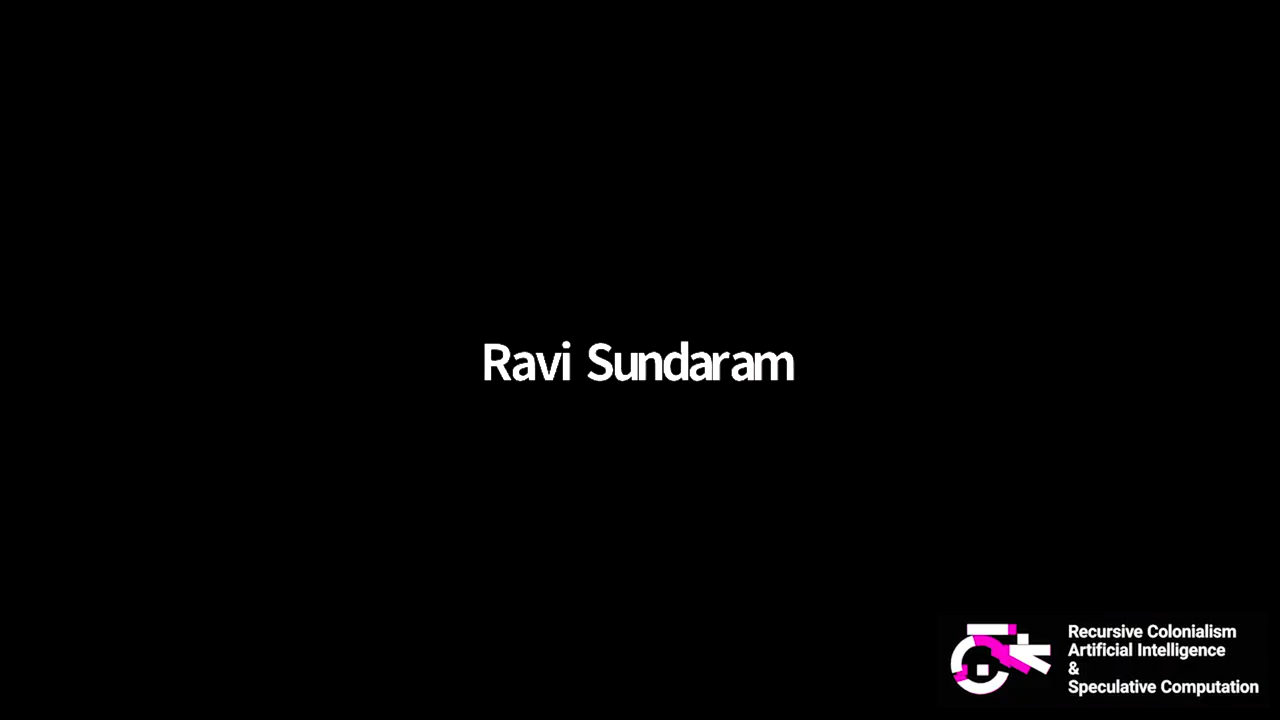 Ravi Sundaram
Recursive Colonialism
Artificial Intelligence
&
Speculative Computation